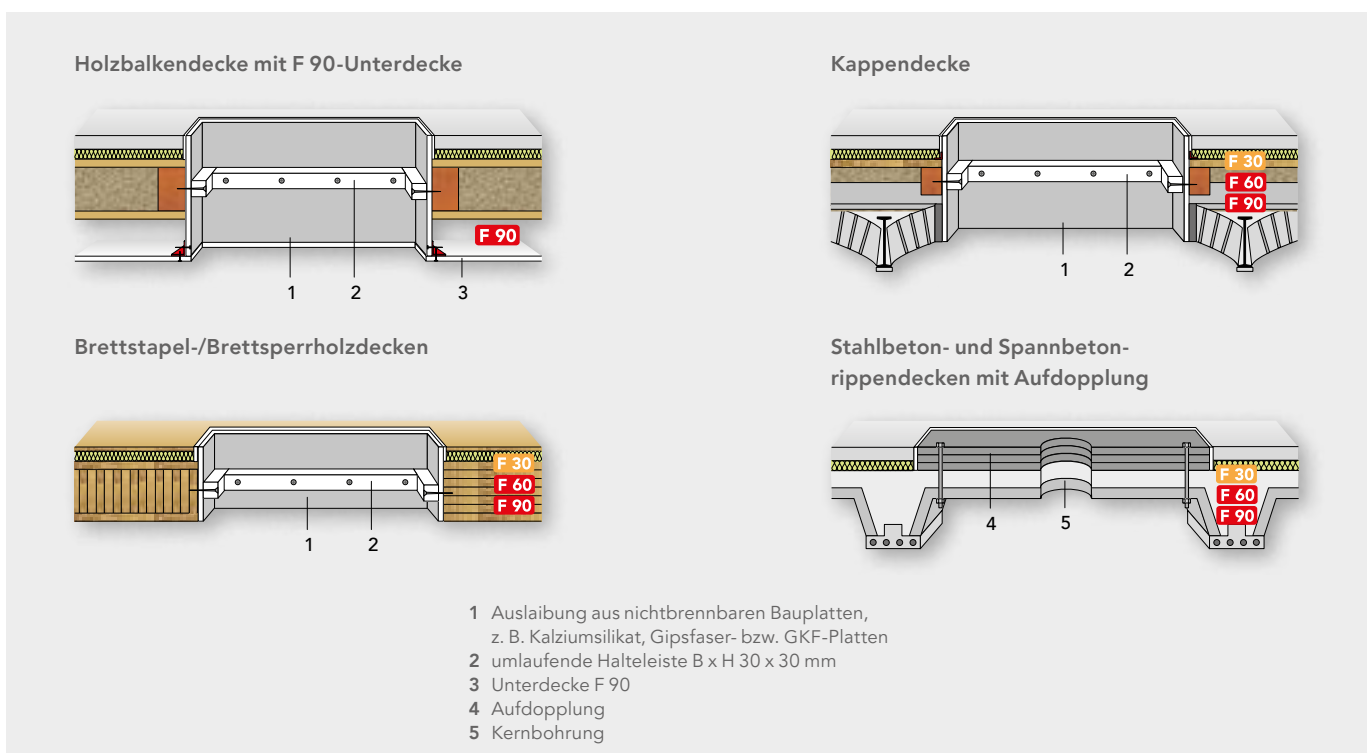 Holzbalkendecke mit F 90-Unterdecke
F 90
1 2 3
Kappendecke
F 30
F 60
F 90
1 2
Brettstapel-/Brettsperrholzdecken
F 30
F 60
F 90
1 2
Stahlbeton- und Spannbeton-
rippendecken mit Aufdopplung
F 30
F 60
F 90
4 5
1 Auslaibung aus nichtbrennbaren Bauplatten,
z. B. Kalziumsilikat, Gipsfaser- bzw. GKF-Platten
2 umlaufende Halteleiste B x H 30 x 30 mm
3 Unterdecke F 90
4 Aufdopplung
5 Kernbohrung